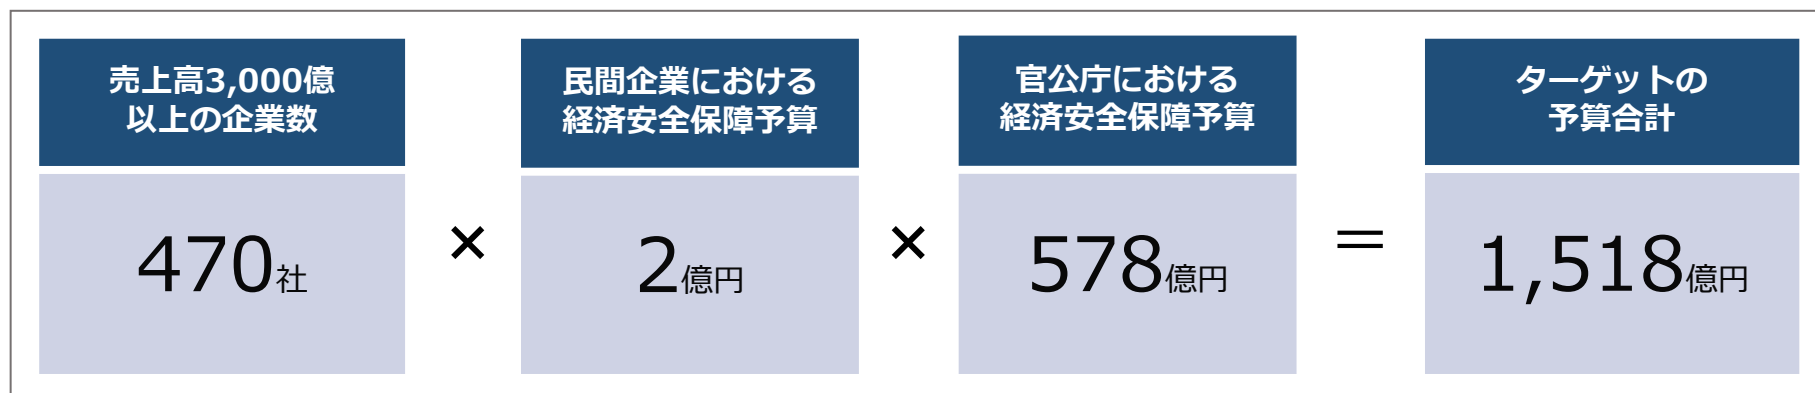 売上高3,000億
以上の企業数
民間企業における
経済安全保障予算
官公庁における
経済安全保障予算
ターゲットの
予算合計
470社
×
2億円
×
578億円
=
1,518億円